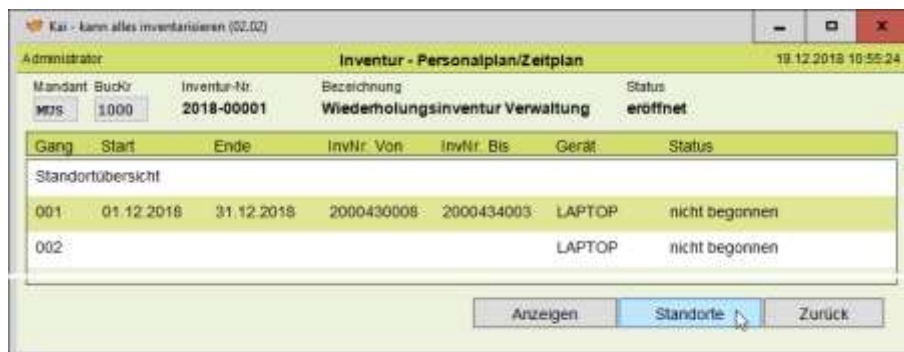 Kai - kann alles inventarisieren (02.02)
Administrator Inventur - Personalplan/Zeitplan 19.12.2018 10:55:24
Mandant BucKr Inventur-Nr. Bezeichnung Status
MUS 1000 2018-00001 Wiederholungsinventur Verwaltung eröffnet
Gang Start Ende InvNr. Von InvNr. Bis Gerät Status
Standortübersicht
001 01.12.2018 31.12.2018 2000430008 2000434003 LAPTOP nicht begonnen
002 LAPTOP nicht begonnen
Anzeigen Standorte Zurück